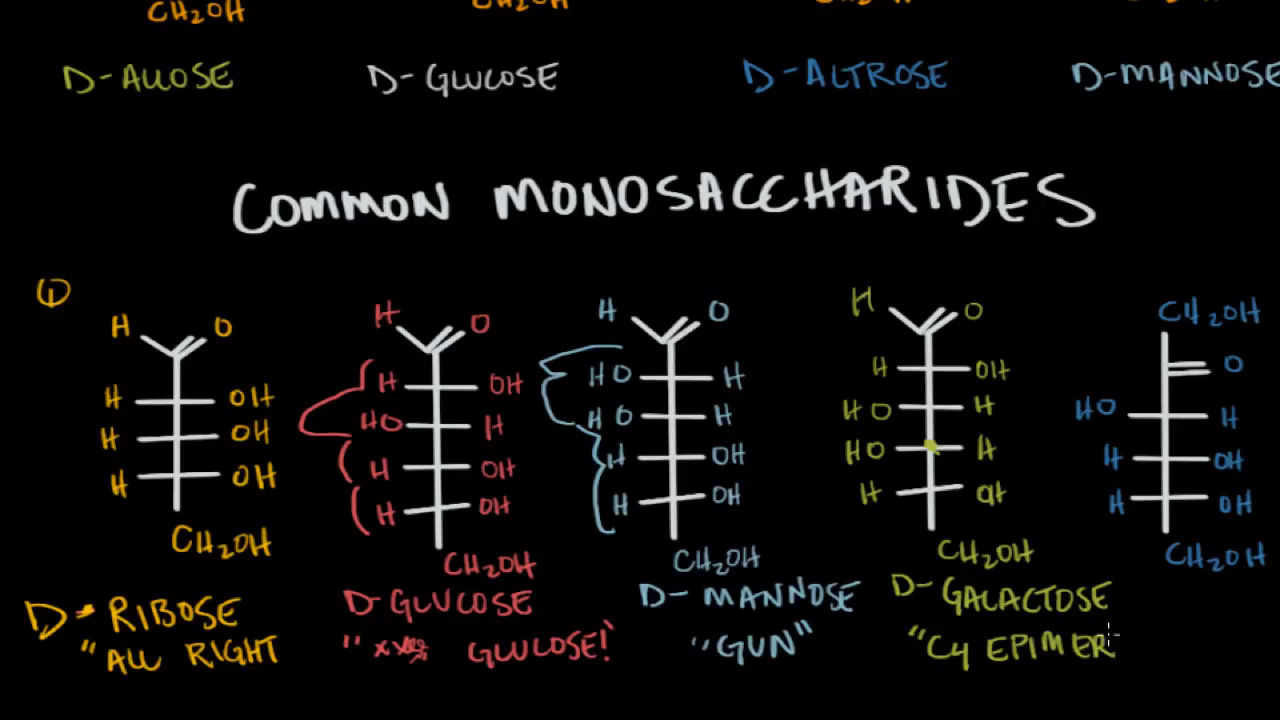 CH₂OH CH₂OH
D-ALLOSE D-GLUCOSE D-ALTROSE D-MANNOSE
COMMON MONOSACCHARIDES
①
H O H O H O H O CH₂OH
H OH H OH HO H H OH O
H OH HO H HO H HO H HO H
H OH H OH H OH HO H H OH
H OH H OH H OH H OH
CH₂OH CH₂OH CH₂OH CH₂OH CH₂OH
D-RIBOSE D-GLUCOSE D-MANNOSE D-GALACTOSE
"ALL RIGHT " GLUCOSE!' "GUN" "C4 EPIMER